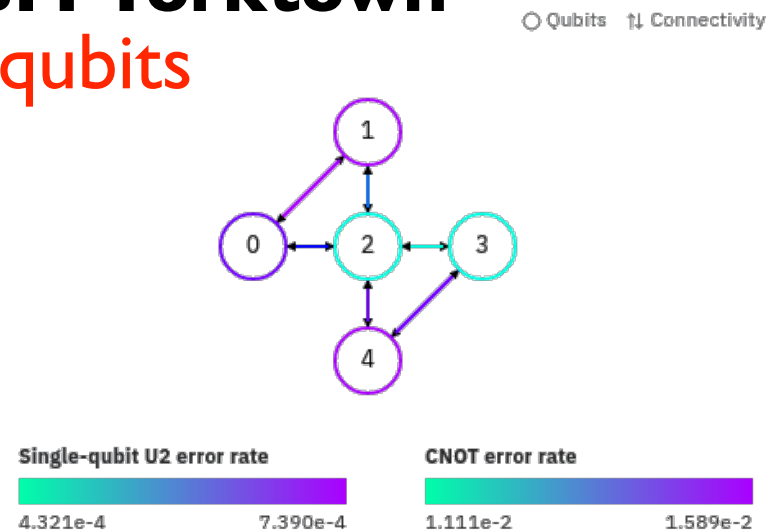 Yorktown
Qubits Connectivity
qubits
1
0 2 3
4
Single-qubit U2 error rate CNOT error rate
4.321e-4 7.390e-4 1.111e-2 1.589e-2